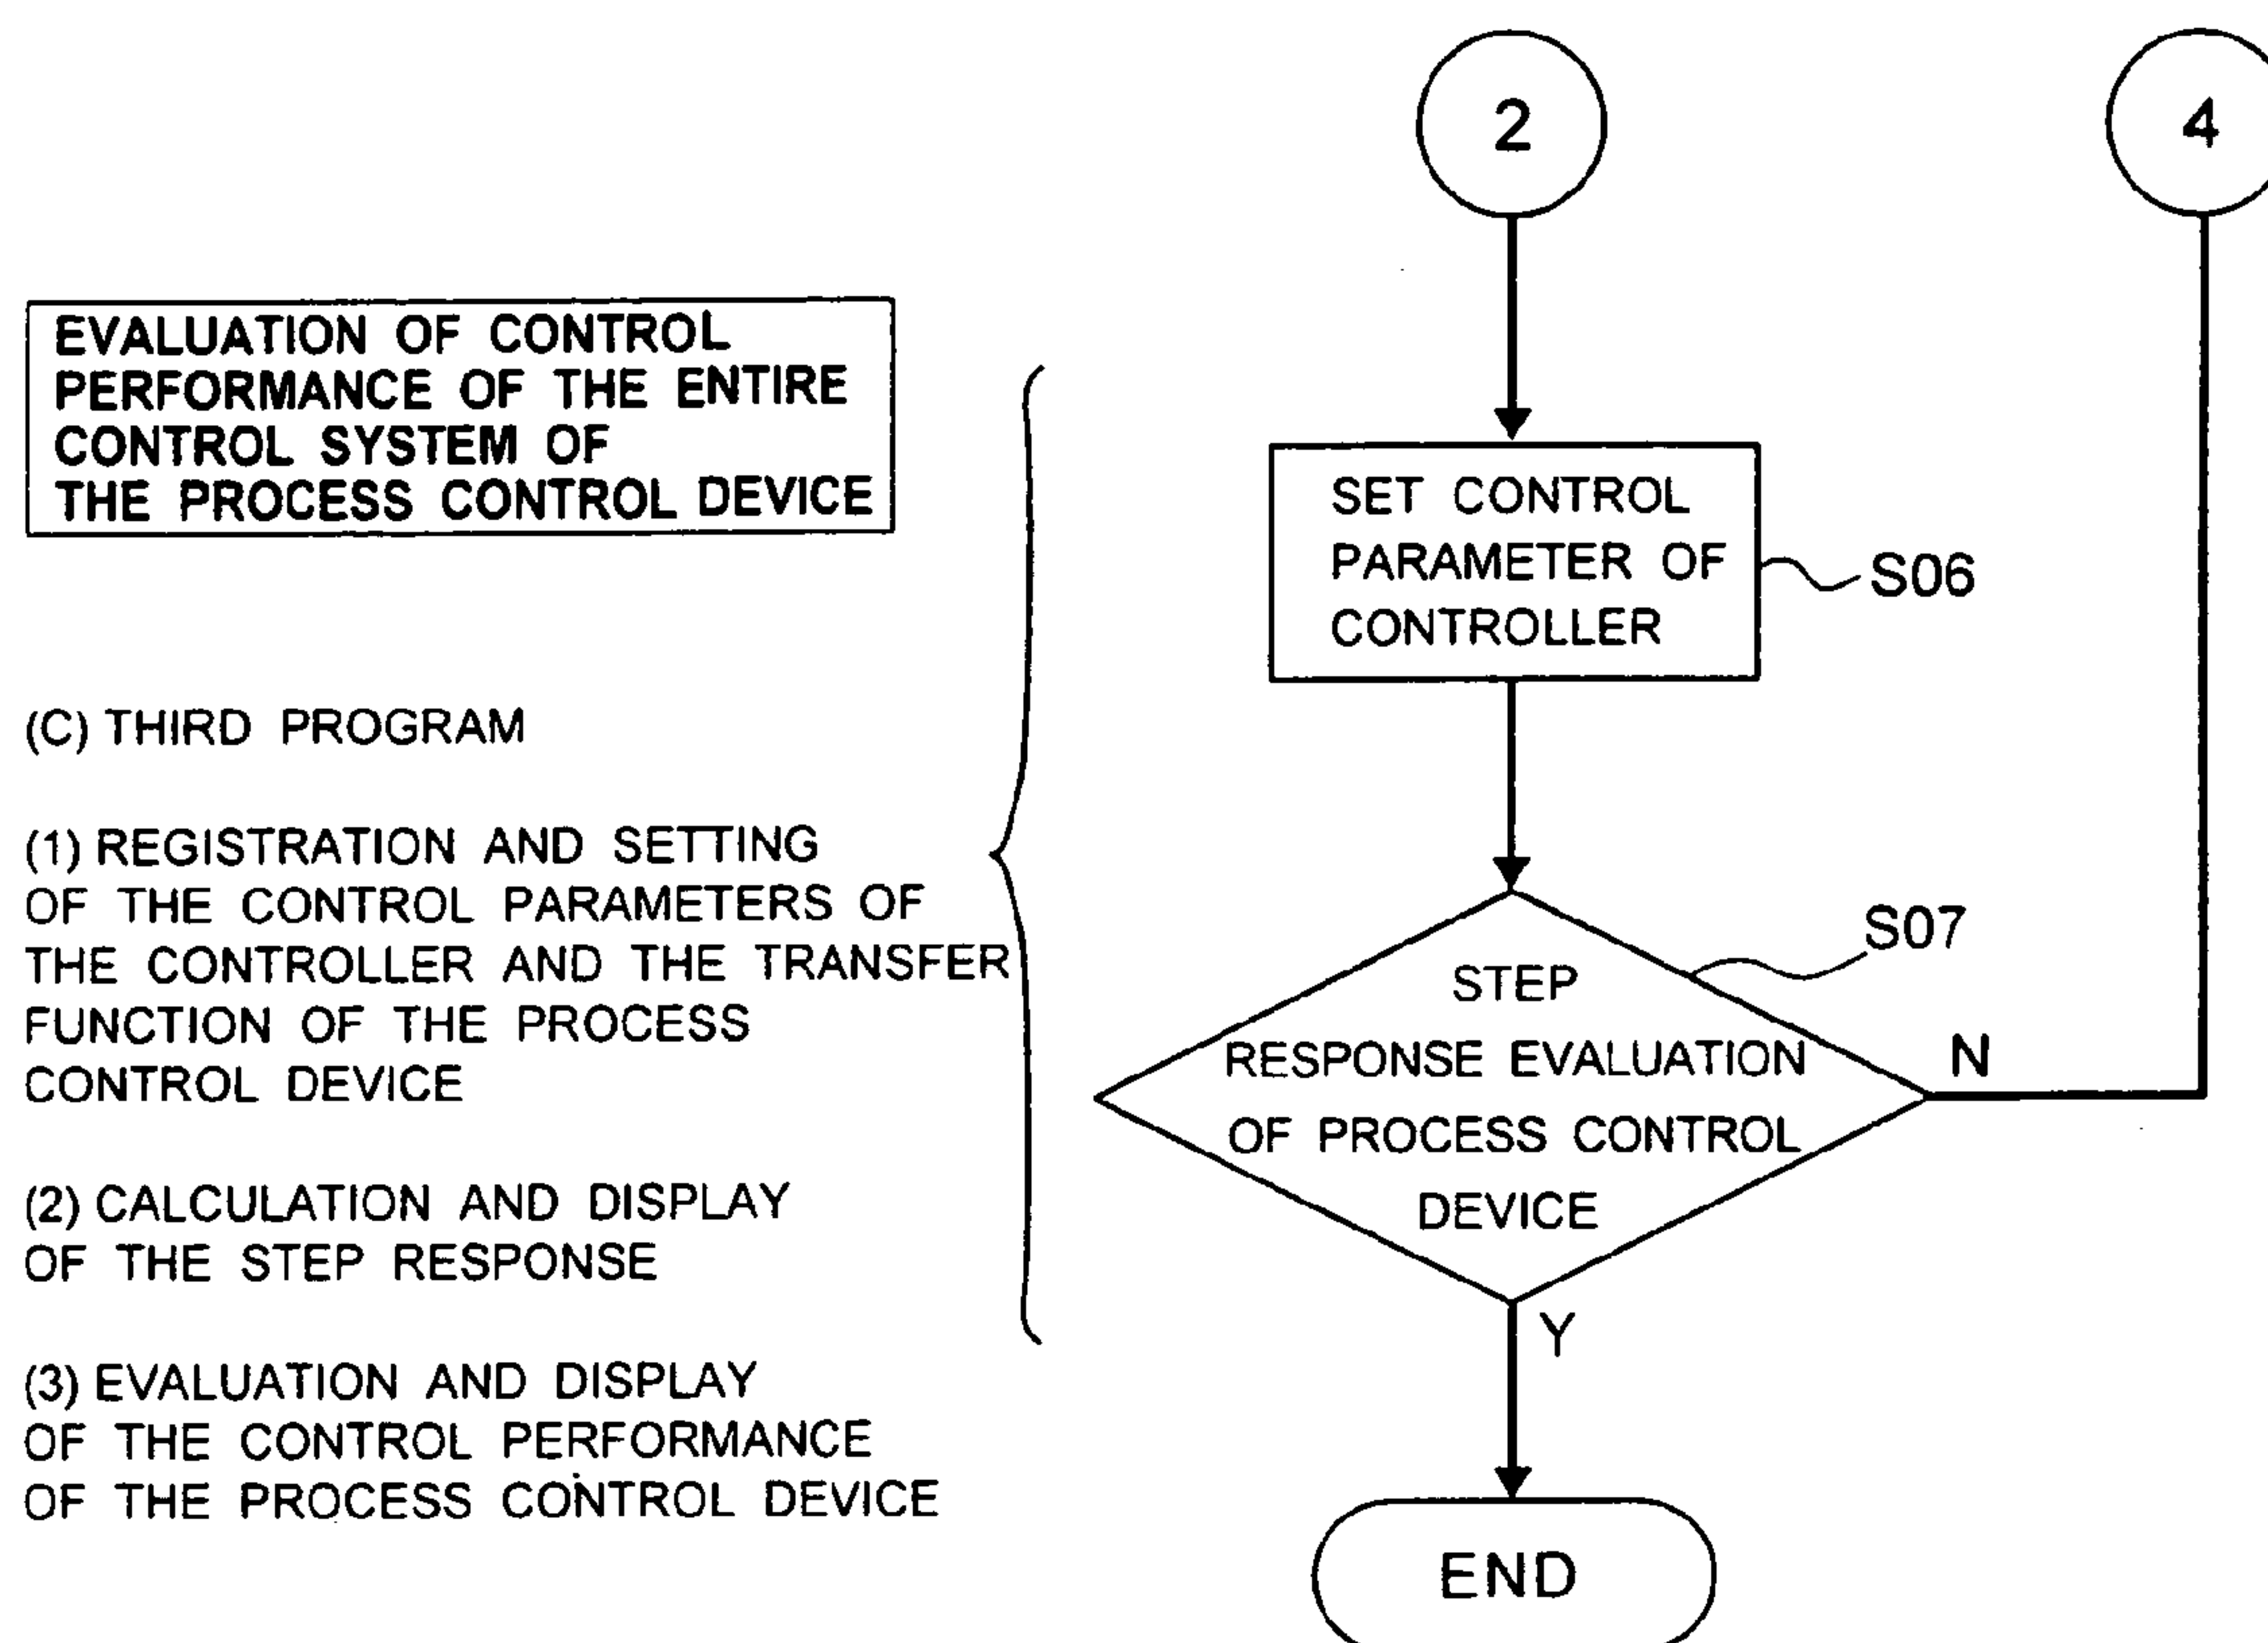 EVALUATION OF CONTROL
PERFORMANCE OF THE ENTIRE
CONTROL SYSTEM OF
THE PROCESS CONTROL DEVICE
(C) THIRD PROGRAM
(1) REGISTRATION AND SETTING
OF THE CONTROL PARAMETERS OF
THE CONTROLLER AND THE TRANSFER
FUNCTION OF THE PROCESS
CONTROL DEVICE
(2) CALCULATION AND DISPLAY
OF THE STEP RESPONSE
(3) EVALUATION AND DISPLAY
OF THE CONTROL PERFORMANCE
OF THE PROCESS CONTROL DEVICE
2
4
SET CONTROL
PARAMETER OF
CONTROLLER
S06
S07
STEP
RESPONSE EVALUATION
OF PROCESS CONTROL
DEVICE
N
Y
END